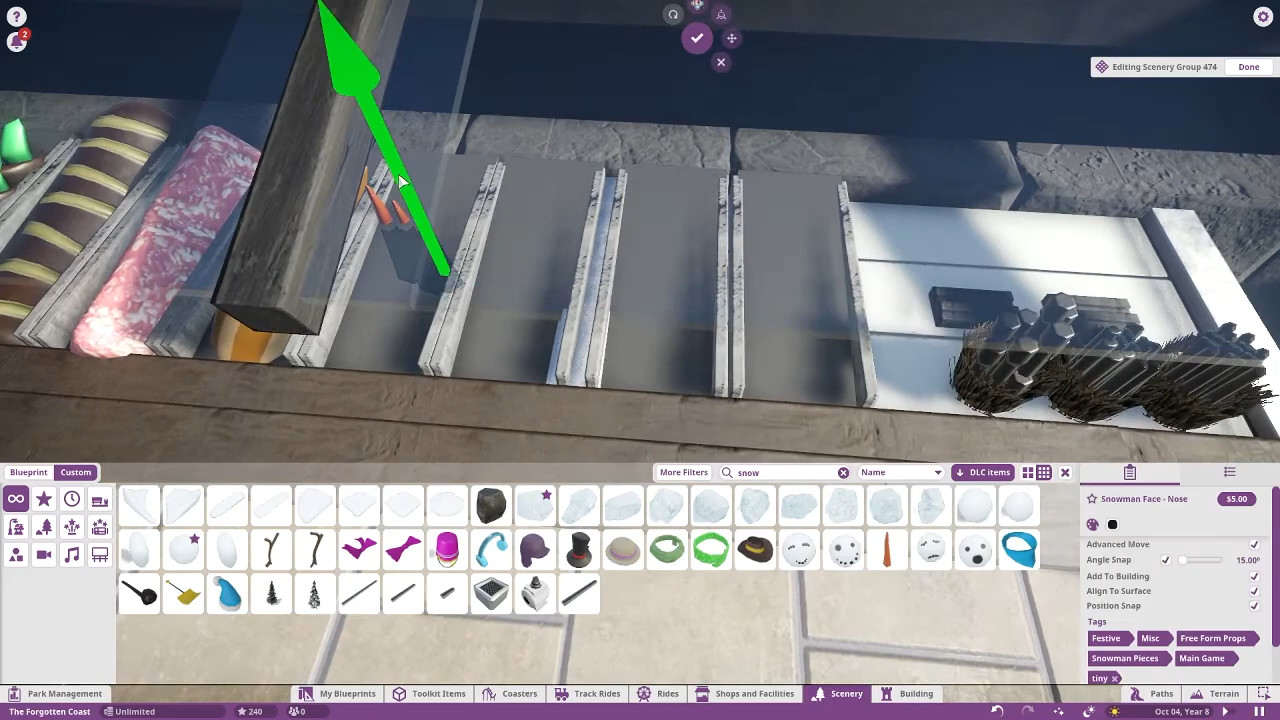 ?
2
Editing Scenery Group 474
Done
Blueprint
Custom
More Filters
snow
Name
DLC items
Snowman Face - Nose
$5.00
Advanced Move
Angle Snap
15.00°
Add To Building
Align To Surface
Position Snap
Tags
Festive
Misc
Free Form Props
Snowman Pieces
Main Game
tiny
Park Management
My Blueprints
Toolkit Items
Coasters
Track Rides
Rides
Shops and Facilities
Scenery
Building
Paths
Terrain
The Forgotten Coast
Unlimited
240
0
Oct 04, Year 8